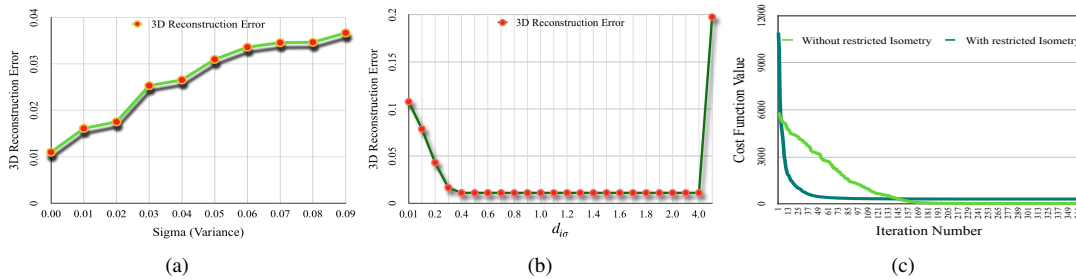 0.04
0.03
0.02
0.01
0
3D Reconstruction Error
3D Reconstruction Error
0.00 0.01 0.02 0.03 0.04 0.05 0.06 0.07 0.08 0.09
Sigma (Variance)
(a)
0.2
0.15
0.1
0.05
0
3D Reconstruction Error
3D Reconstruction Error
0.01 0.2 0.4 0.6 0.8 1.0 1.2 1.4 1.6 1.8 2.0 4.0
diσ
(b)
12000
9000
6000
3000
0
Cost Function Value
Without restricted Isometry With restricted Isometry
1 13 25 37 49 61 73 85 97 109 121 133 145 157 169 181 193 205 217 229 241 253 265 277 289 301 313 325 337
Iteration Number
(c)